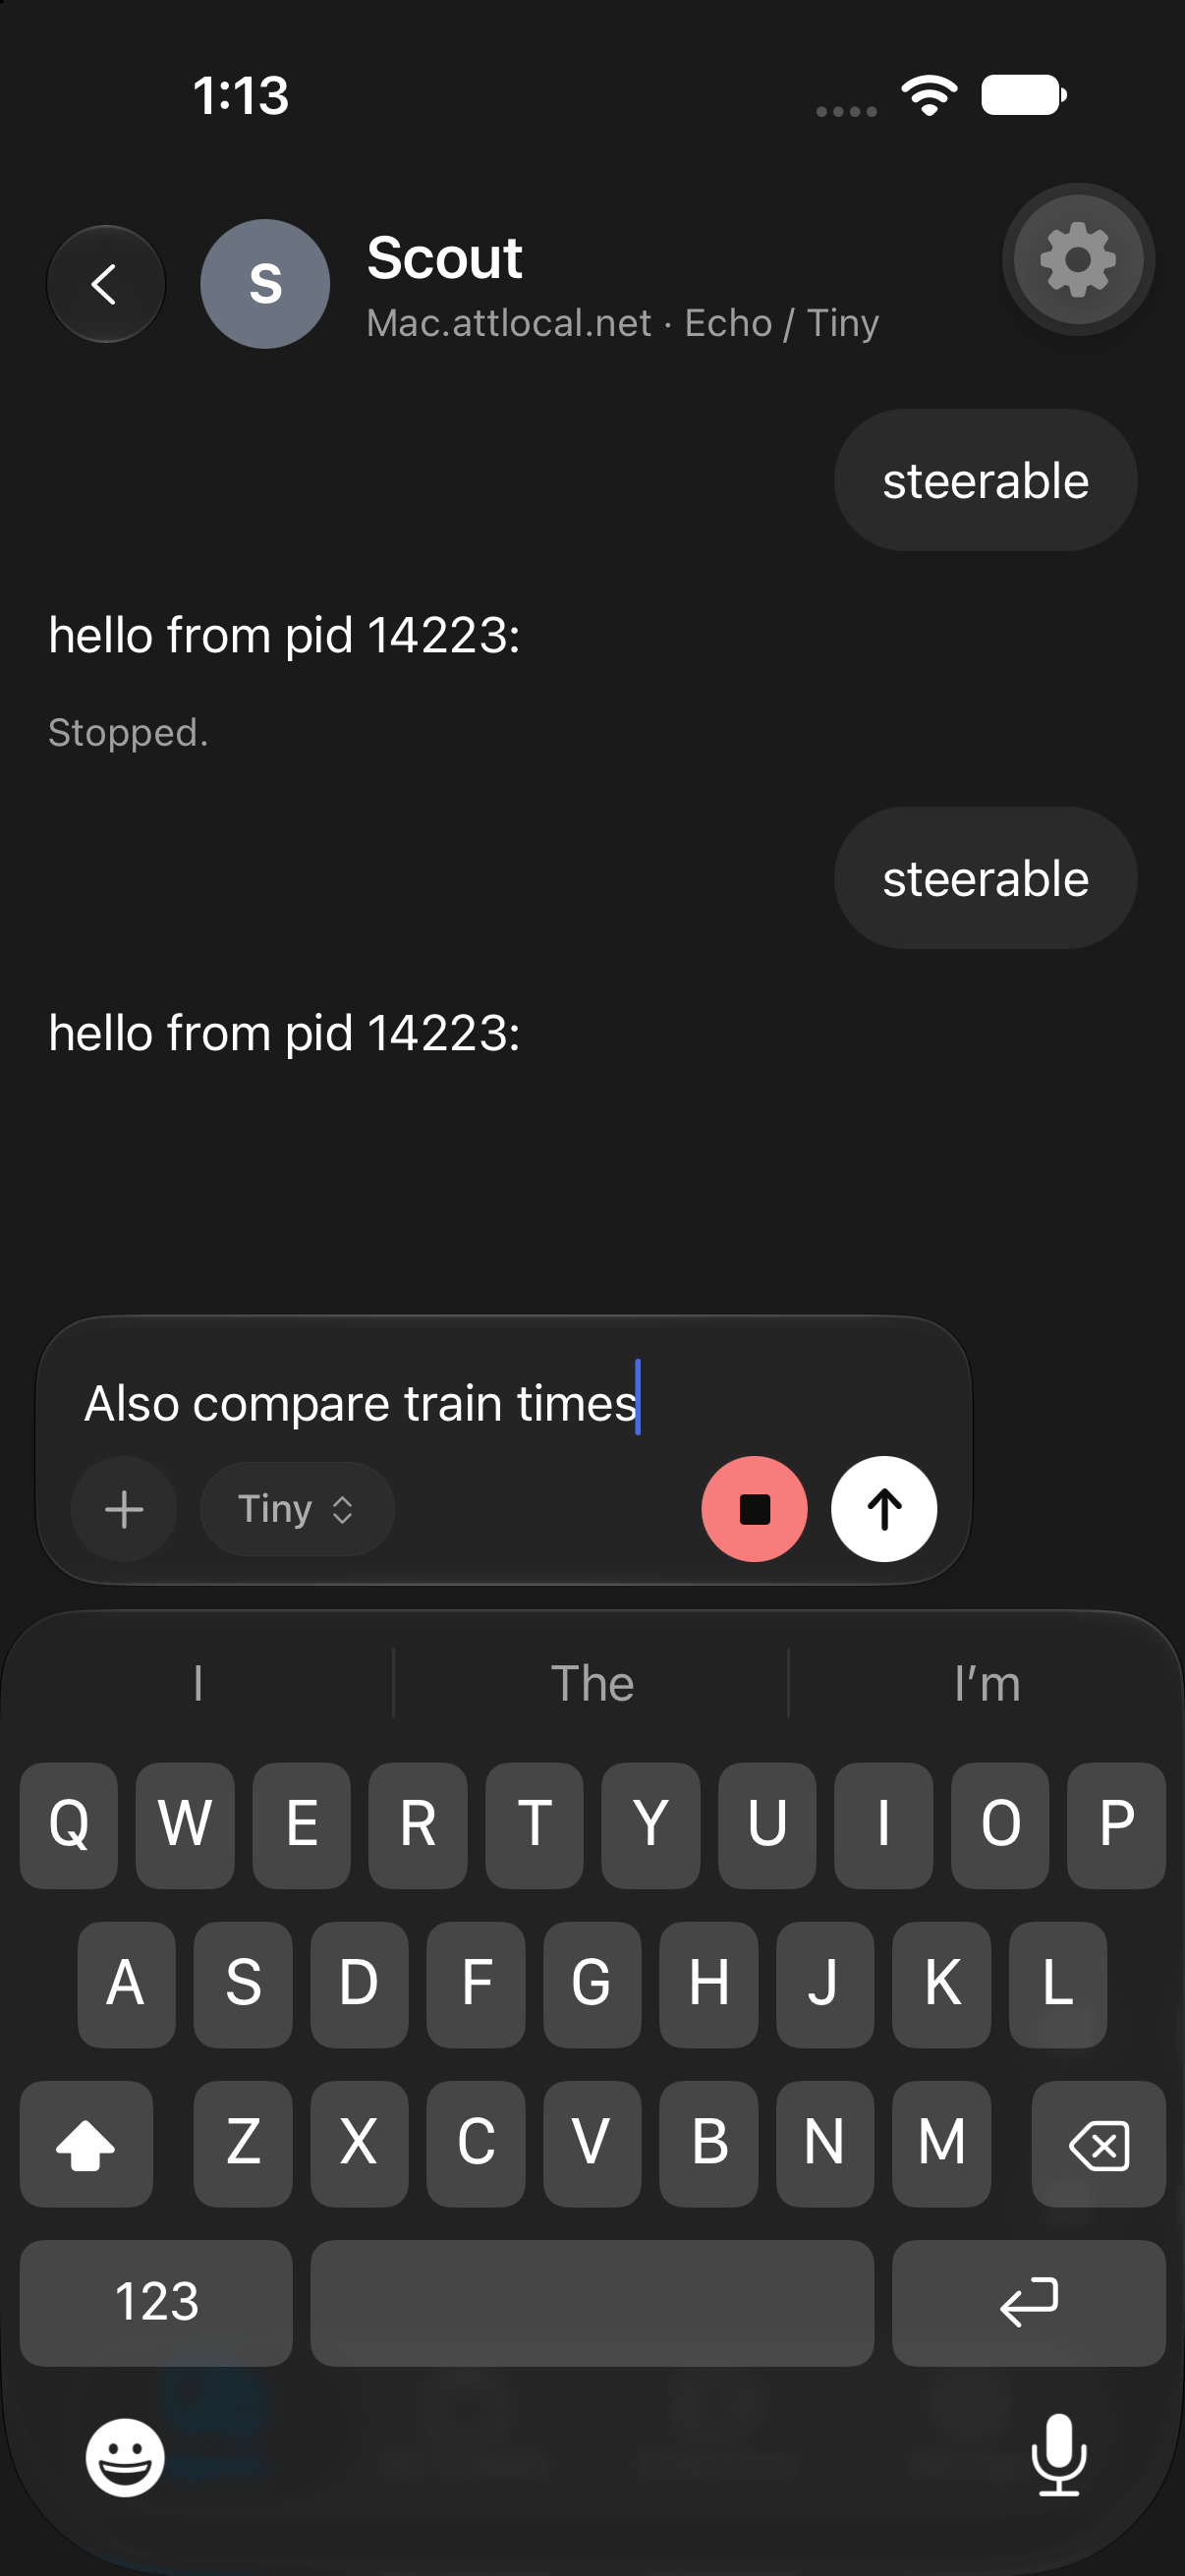 1:13
S
Scout
Mac.attlocal.net · Echo / Tiny
steerable
hello from pid 14223:
Stopped.
steerable
hello from pid 14223:
Also compare train times
Tiny
I The I’m
Q W E R T Y U I O P
A S D F G H J K L
Z X C V B N M
123